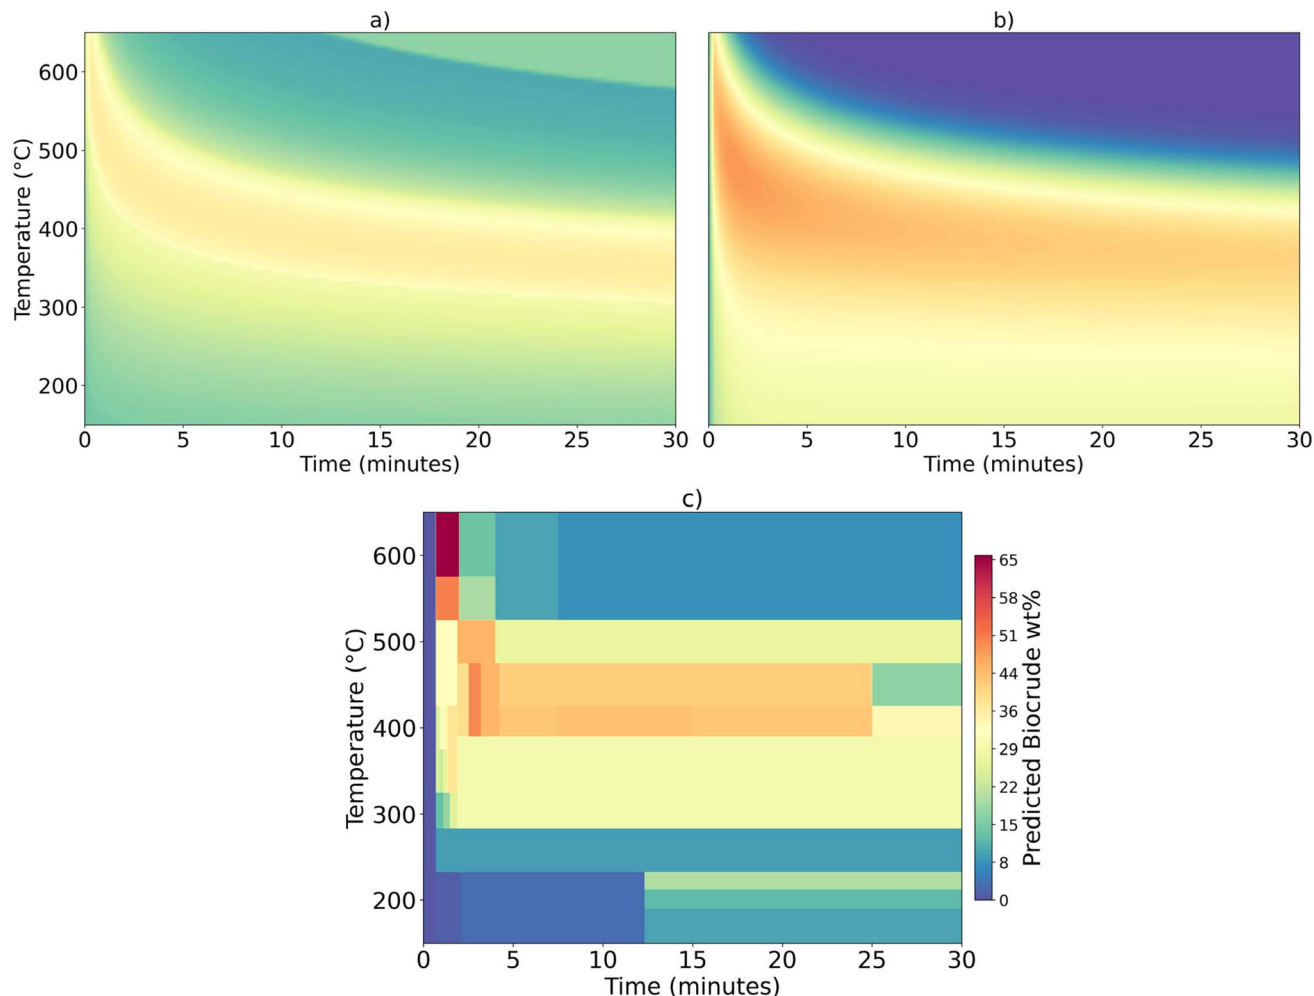 a)
600
500
400
300
200
Temperature (°C)
0 5 10 15 20 25 30
Time (minutes)
b)
0 5 10 15 20 25 30
Time (minutes)
c)
600
500
400
300
200
Temperature (°C)
0 5 10 15 20 25 30
Time (minutes)
65
58
51
44
36
29
22
15
8
0
Predicted Biocrude wt%